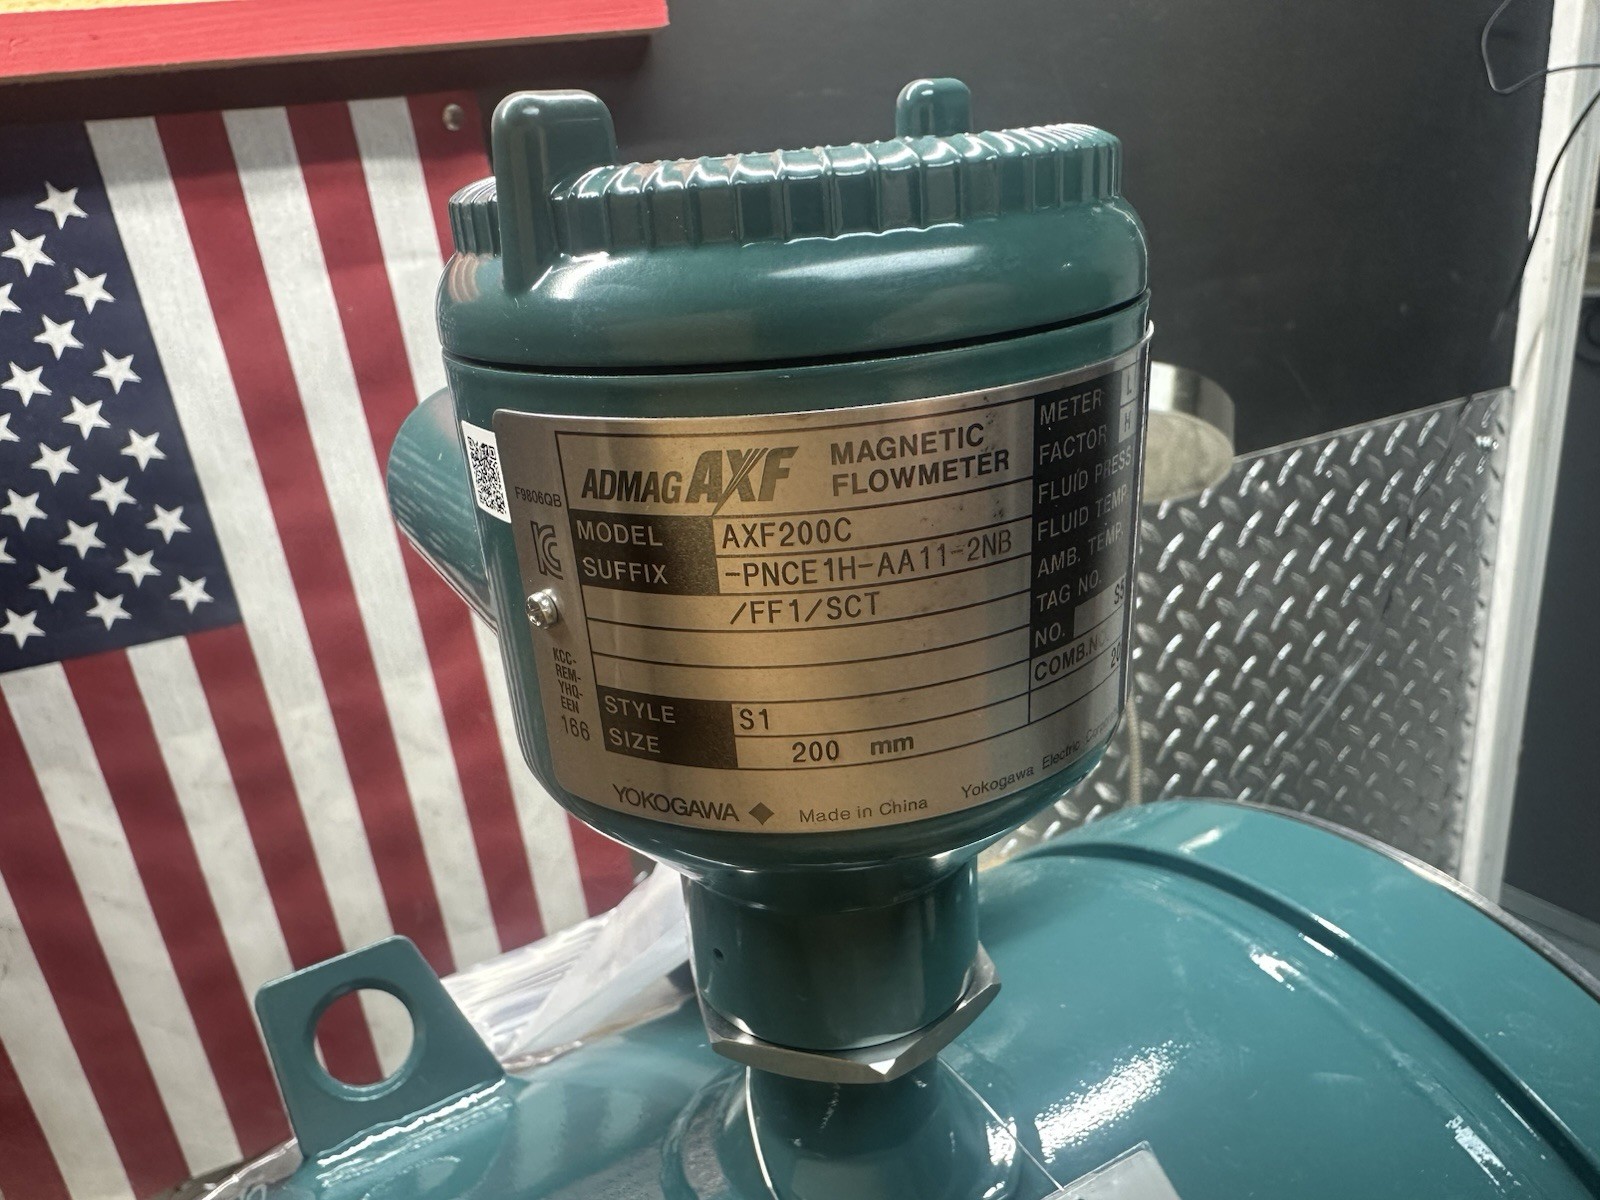 ADMAG AXF MAGNETIC FLOWMETER
MODEL AXF200C
SUFFIX -PNCE1H-AA11-2NB
/FF1/SCT
STYLE S1
SIZE 200 mm
YOKOGAWA ◆ Made in China Yokogawa Electric
METER L
FACTOR H
FLUID PRESS
FLUID TEMP.
AMB. TEMP.
TAG NO.
NO. S5
COMB.NO. 20
F9806QB
KCC-
REM-
YHQ-
EEN
166